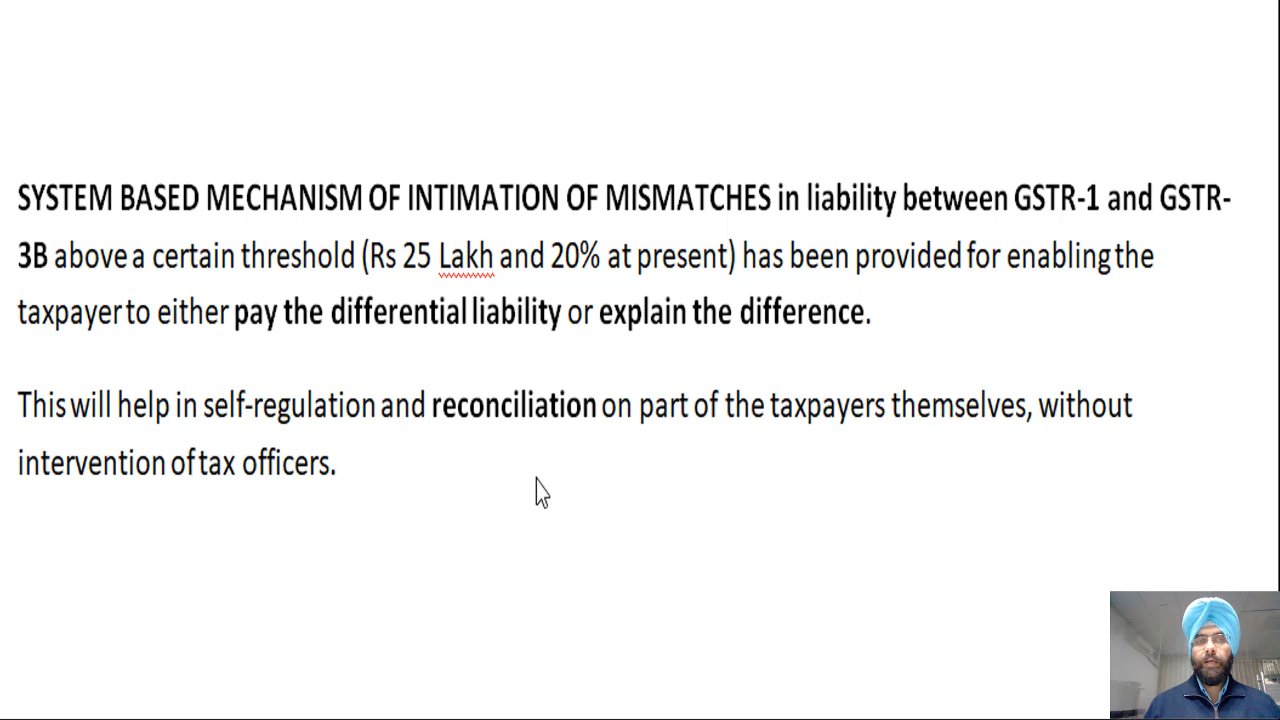 SYSTEM BASED MECHANISM OF INTIMATION OF MISMATCHES in liability between GSTR-1 and GSTR-
3B above a certain threshold (Rs 25 Lakh and 20% at present) has been provided for enabling the
taxpayer to either pay the differential liability or explain the difference.
This will help in self-regulation and reconciliation on part of the taxpayers themselves, without
intervention of tax officers.